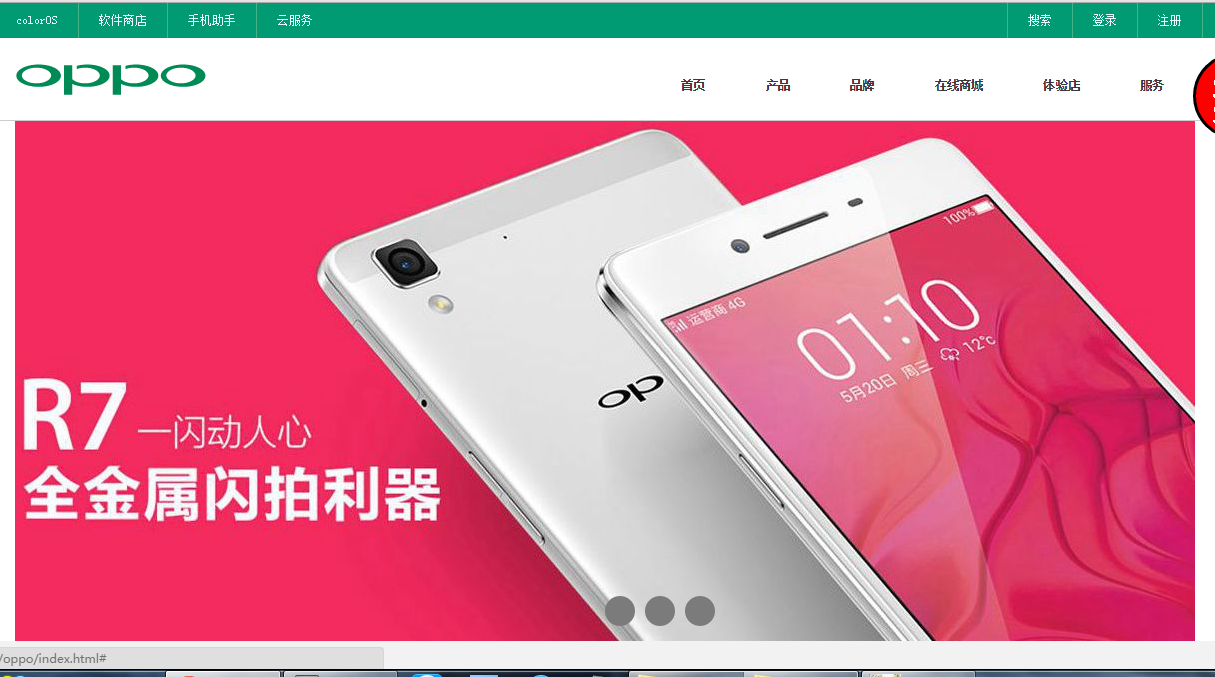 colorOS 软件商店 手机助手 云服务 搜索 登录 注册
oppo
首页 产品 品牌 在线商城 体验店 服务
100%
运营商 4G
01:10
12°c
5月20日 周三
op
R7 一闪动人心
全金属闪拍利器
/oppo/index.html#